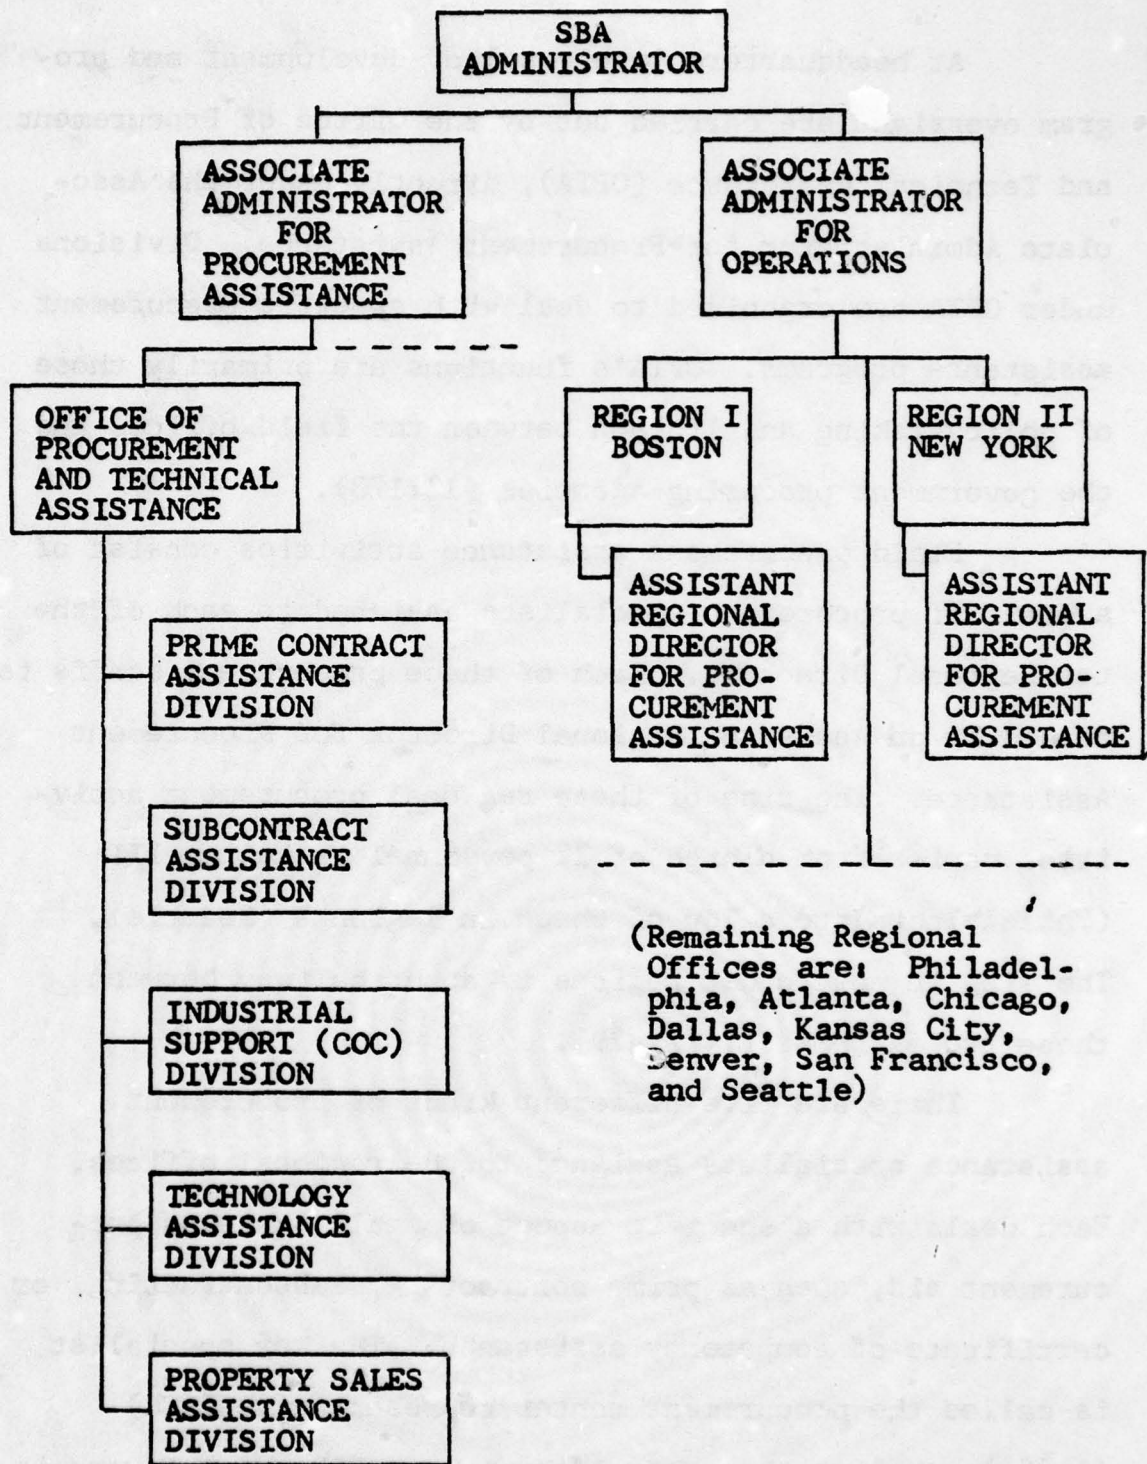 SBA
ADMINISTRATOR
ASSOCIATE
ADMINISTRATOR
FOR
PROCUREMENT
ASSISTANCE
ASSOCIATE
ADMINISTRATOR
FOR
OPERATIONS
OFFICE OF
PROCUREMENT
AND TECHNICAL
ASSISTANCE
REGION I
BOSTON
REGION II
NEW YORK
ASSISTANT
REGIONAL
DIRECTOR
FOR PRO-
CUREMENT
ASSISTANCE
ASSISTANT
REGIONAL
DIRECTOR
FOR PRO-
CUREMENT
ASSISTANCE
PRIME CONTRACT
ASSISTANCE
DIVISION
SUBCONTRACT
ASSISTANCE
DIVISION
INDUSTRIAL
SUPPORT (COC)
DIVISION
TECHNOLOGY
ASSISTANCE
DIVISION
PROPERTY SALES
ASSISTANCE
DIVISION
(Remaining Regional
Offices are: Philadel-
phia, Atlanta, Chicago,
Dallas, Kansas City,
Denver, San Francisco,
and Seattle)